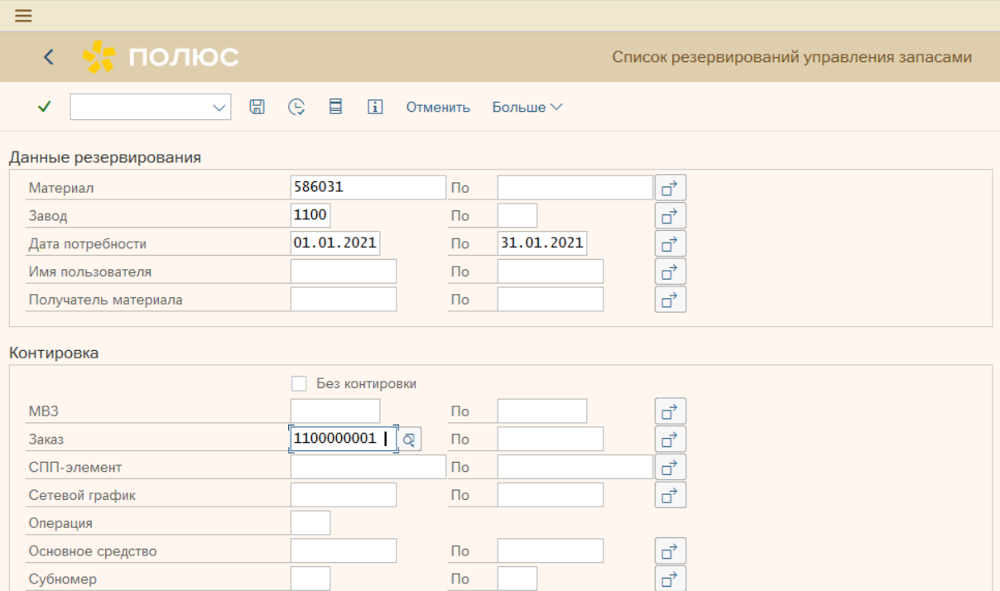 ПОЛЮС
Список резервирований управления запасами
Отменить Больше
Данные резервирования
Материал 586031 По
Завод 1100 По
Дата потребности 01.01.2021 По 31.01.2021
Имя пользователя По
Получатель материала По
Контировка
Без контировки
МВЗ По
Заказ 1100000001 По
СПП-элемент По
Сетевой график По
Операция
Основное средство По
Субномер По